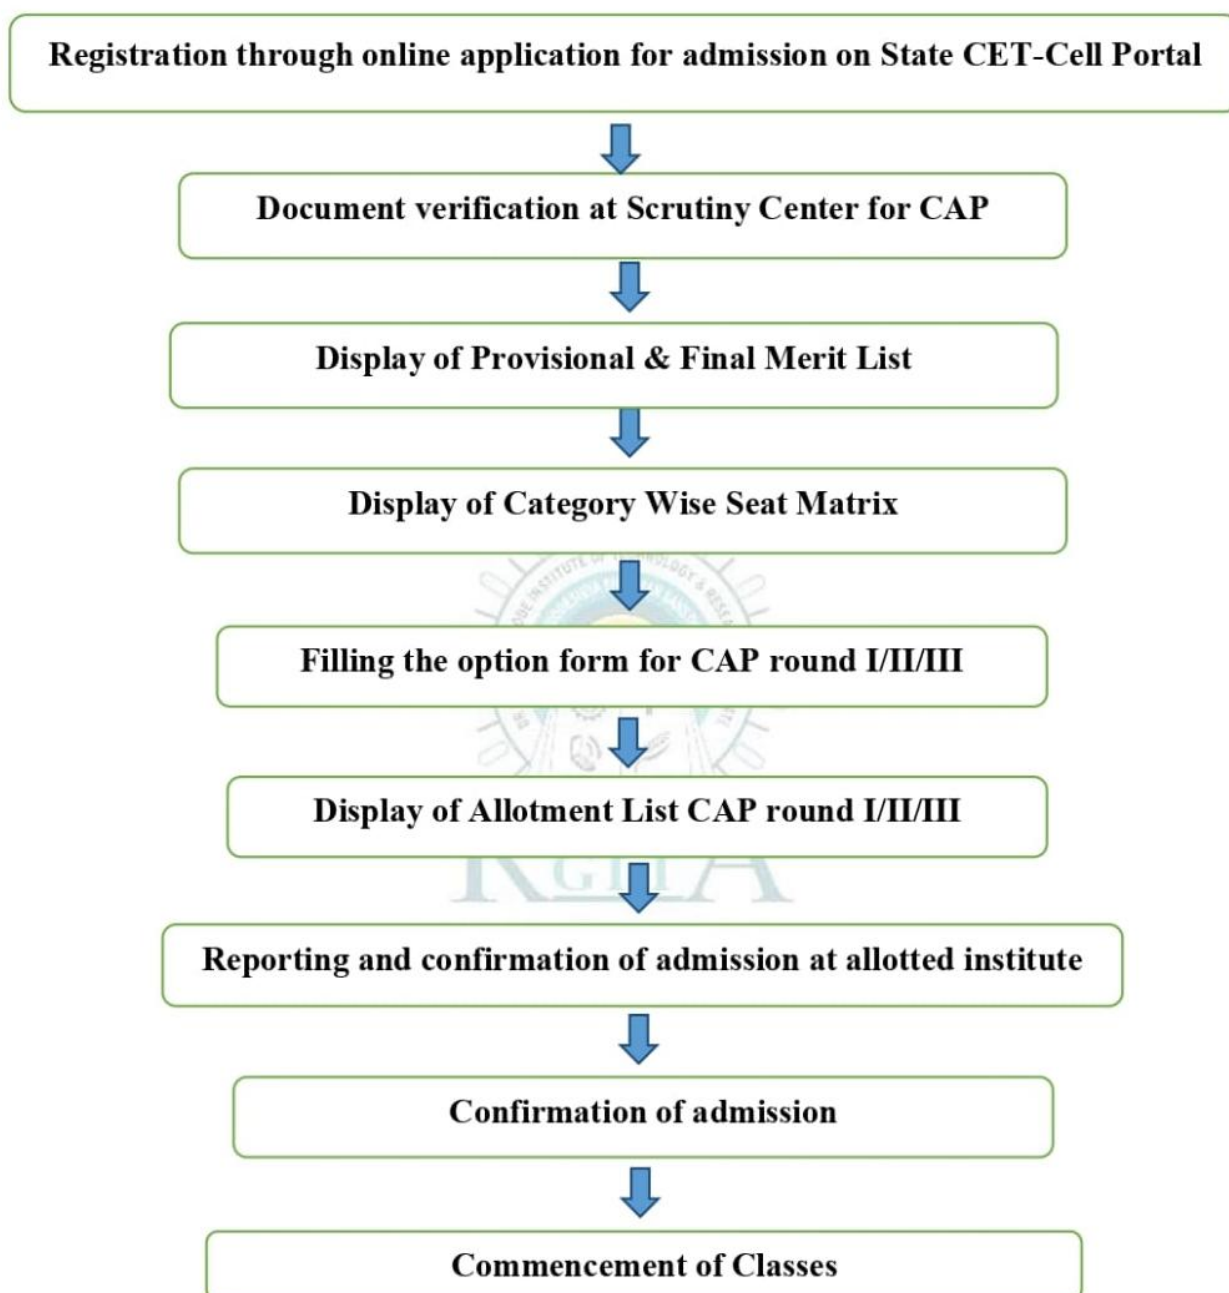 Registration through online application for admission on State CET-Cell Portal
Document verification at Scrutiny Center for CAP
Display of Provisional & Final Merit List
Display of Category Wise Seat Matrix
Filling the option form for CAP round I/II/III
Display of Allotment List CAP round I/II/III
Reporting and confirmation of admission at allotted institute
Confirmation of admission
Commencement of Classes